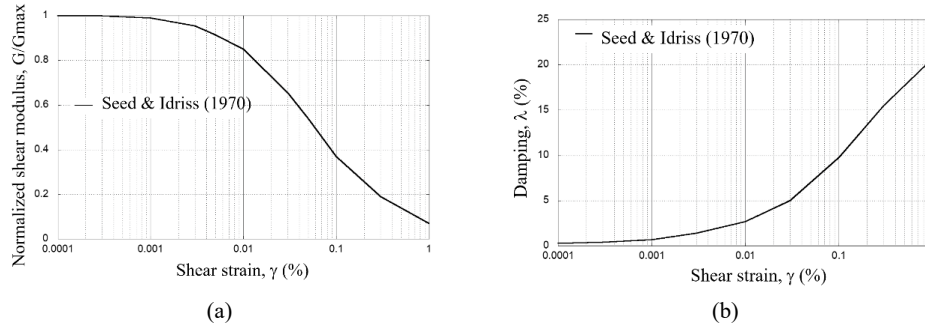 1
0.8
0.6
0.4
0.2
0
Normalized shear modulus, G/Gmax
Seed & Idriss (1970)
0.0001
0.001
0.01
0.1
1
Shear strain, γ (%)
(a)
25
20
15
10
5
0
Damping, λ (%)
Seed & Idriss (1970)
0.0001
0.001
0.01
0.1
Shear strain, γ (%)
(b)